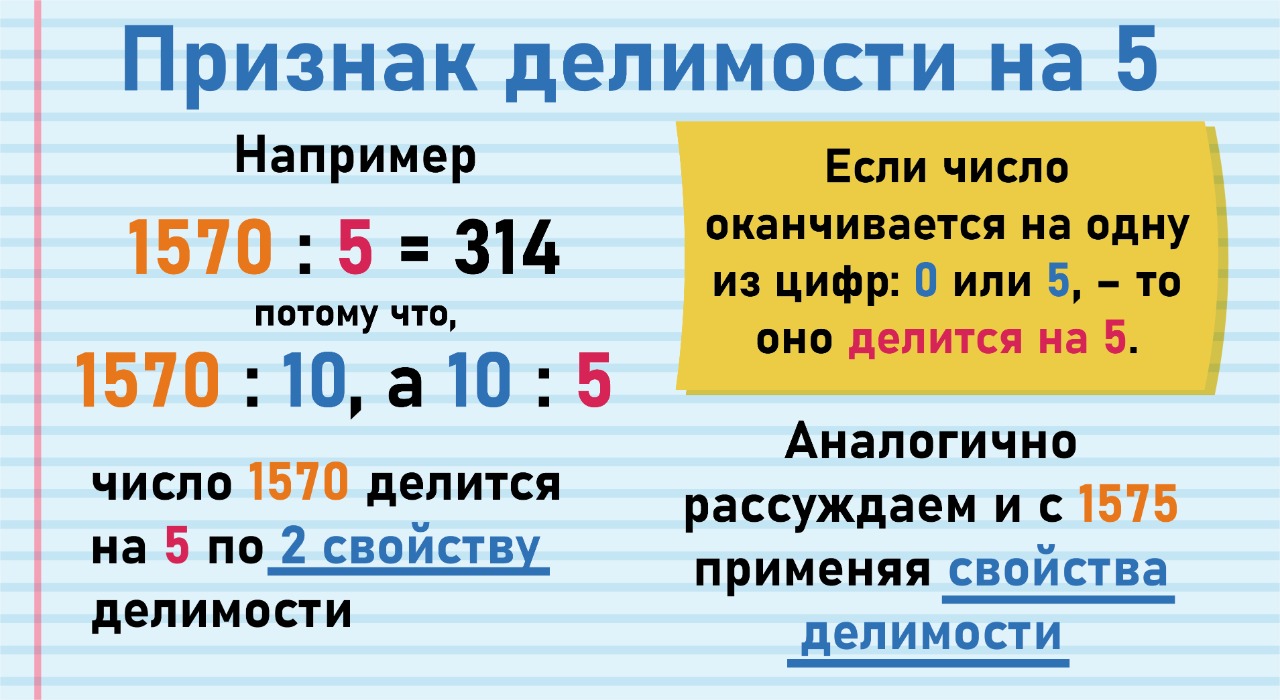 Признак делимости на 5
Например
1570 : 5 = 314
потому что,
1570 : 10, а 10 : 5
число 1570 делится
на 5 по 2 свойству
делимости
Если число
оканчивается на одну
из цифр: 0 или 5, – то
оно делится на 5.
Аналогично
рассуждаем и с 1575
применяя свойства
делимости